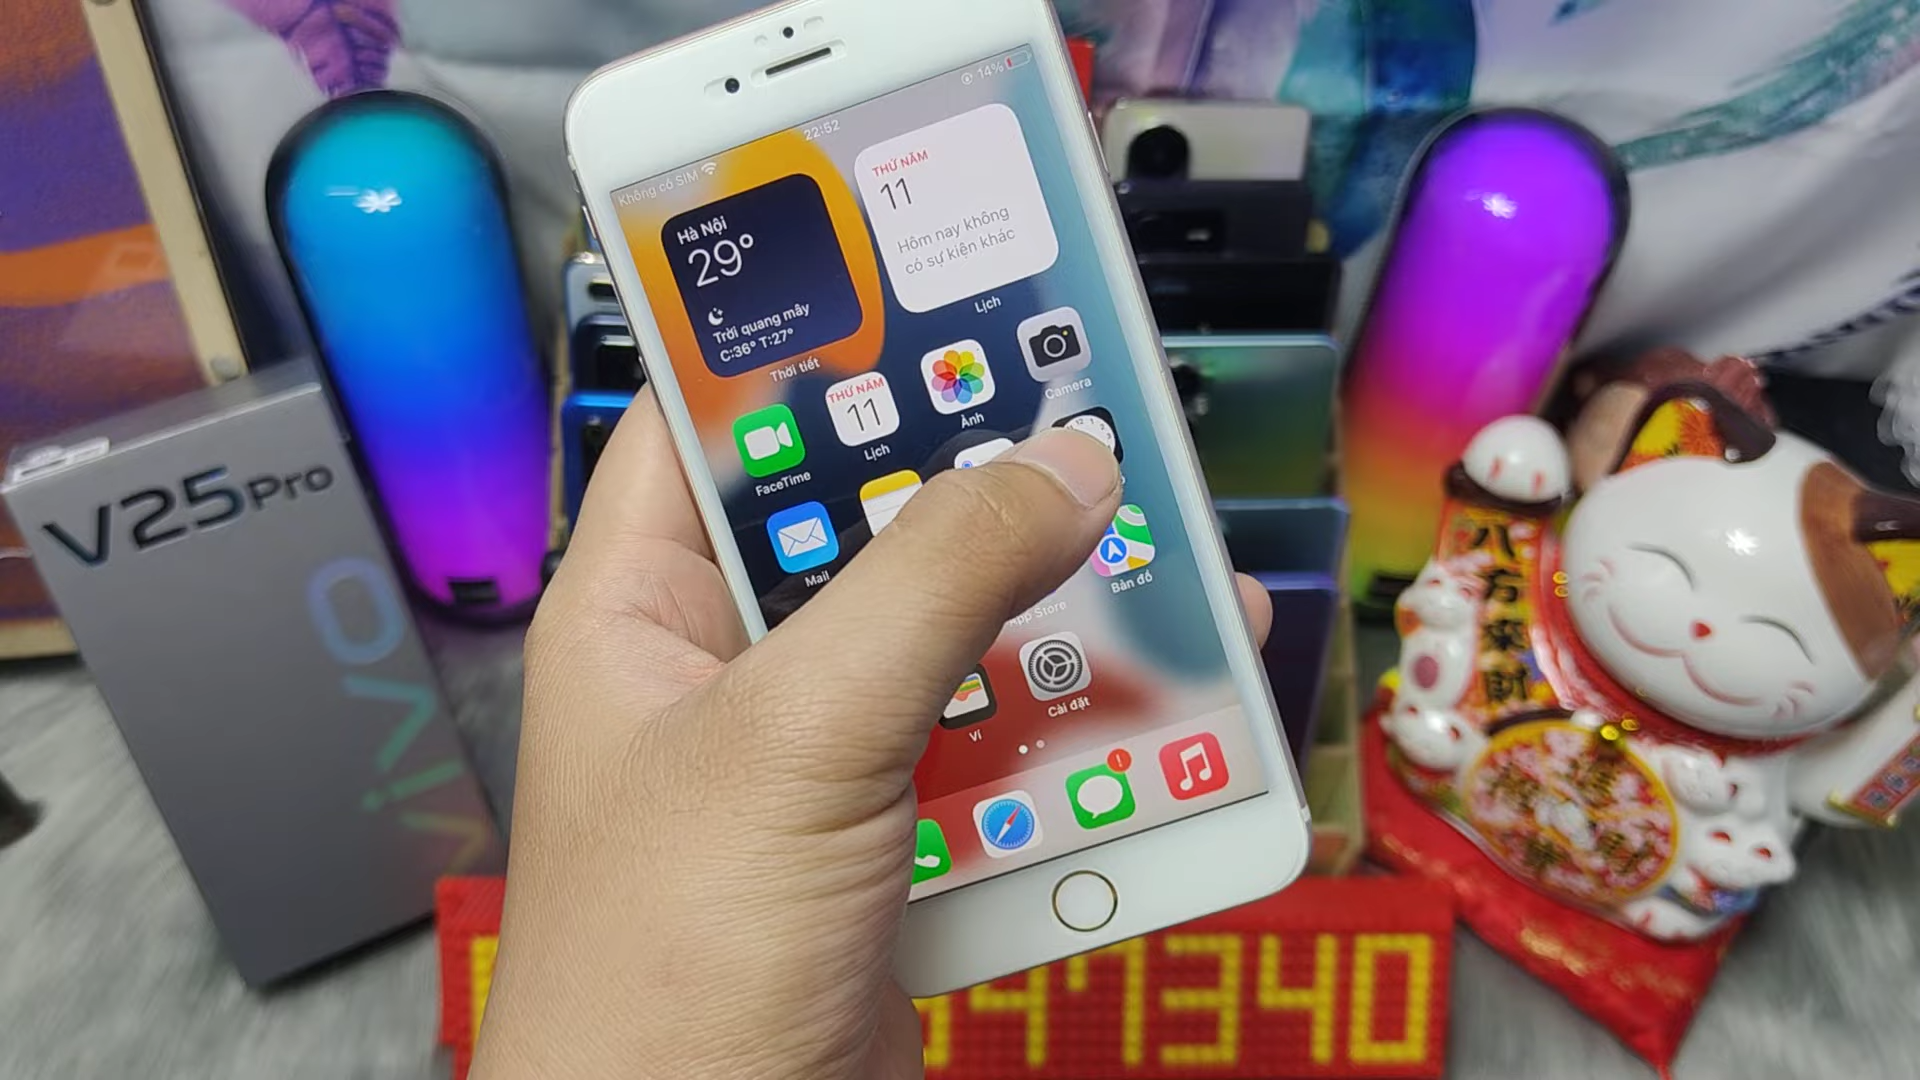 Không có SIM
22:52
14%
Hà Nội
29°
Trời quang mây
C:36° T:27°
Thời tiết
THỨ NĂM
11
Hôm nay không
có sự kiện khác
Lịch
FaceTime
THỨ NĂM
11
Lịch
Ảnh
Camera
Mail
App Store
Bản đồ
Ví
Cài đặt
V25Pro
vivo
八方來財
47340